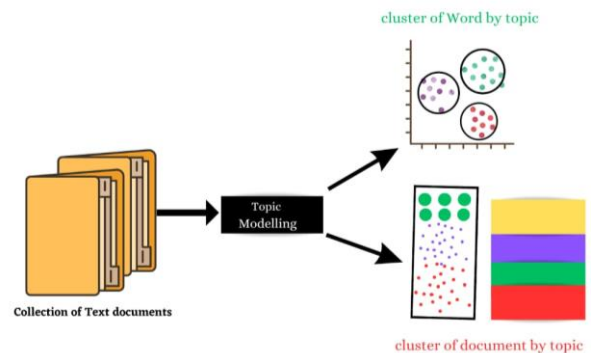 cluster of Word by topic
Topic
Modelling
Collection of Text documents
cluster of document by topic